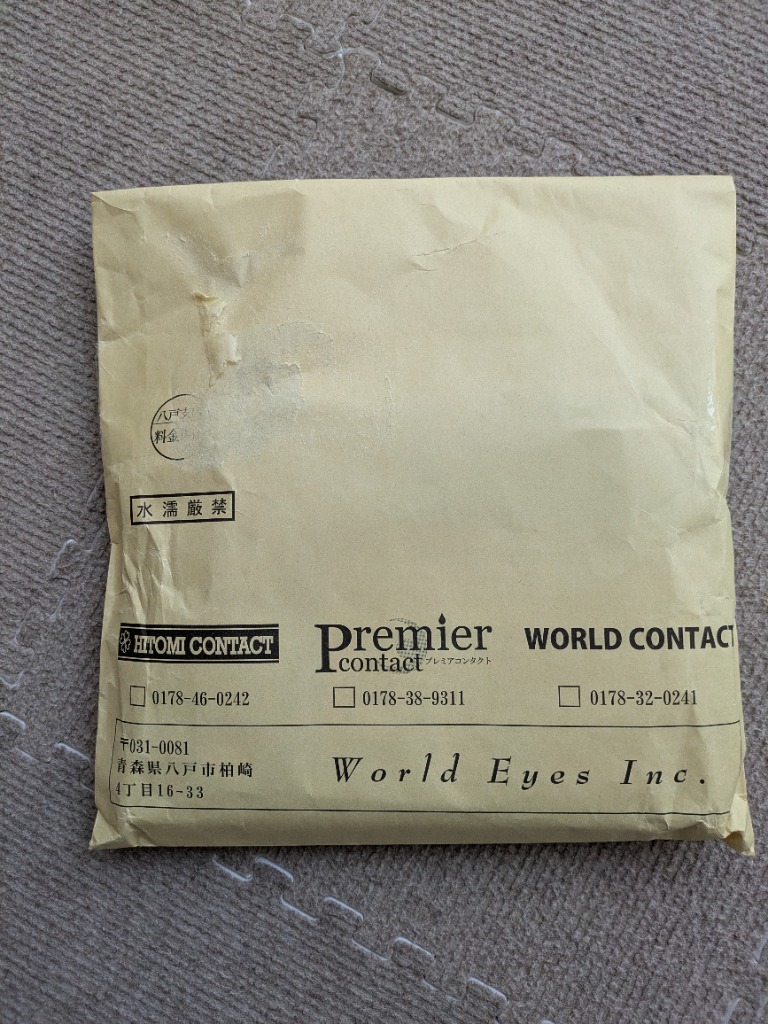 八戸支
料金
水濡厳禁
HITOMI CONTACT
Premier
contact プレミアコンタクト
WORLD CONTACT
0178-46-0242
0178-38-9311
0178-32-0241
〒031-0081
青森県八戸市柏崎
4丁目16-33
World Eyes Inc.